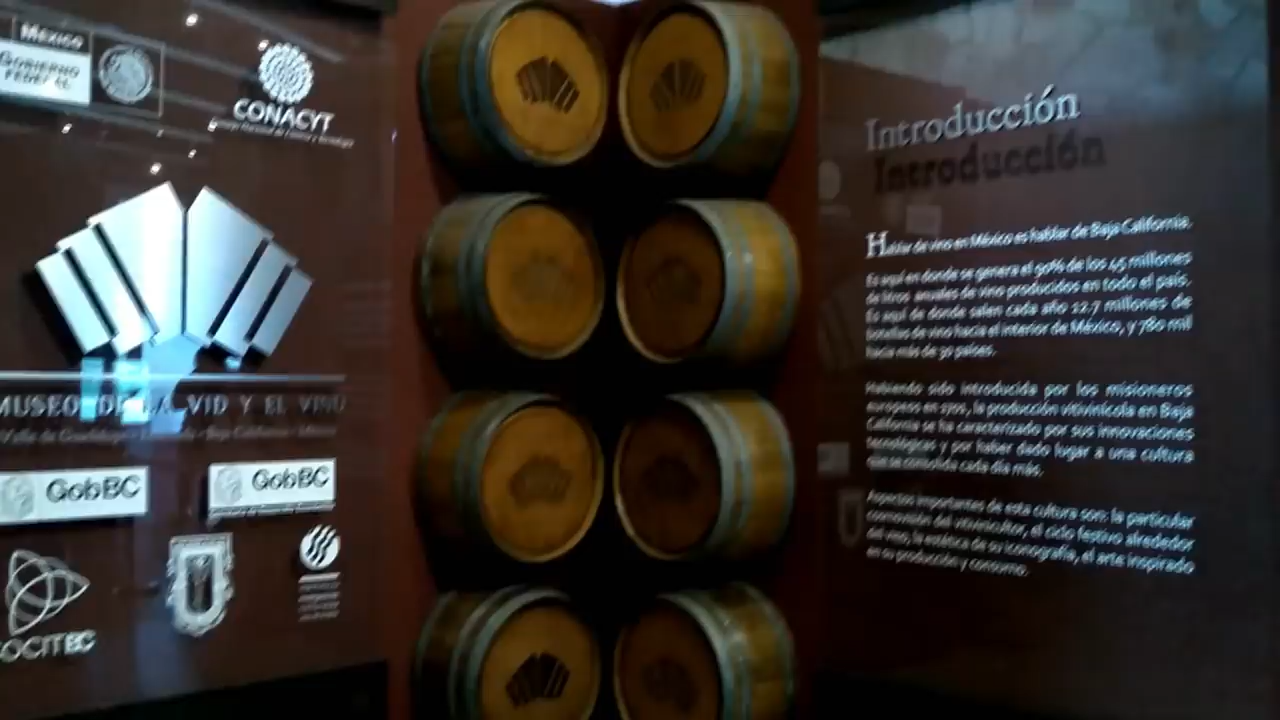 México
GOBIERNO
FEDERAL
CONACYT
MUSEO DE LA VID Y EL VINO
GobBC
GobBC
COCITEC
Introducción
Hablar de vino en México es hablar de Baja California.
Es aquí en donde se genera el 90% de los 45 millones
de litros anuales de vino producidos en todo el país.
Es aquí de donde salen cada año 12.7 millones de
botellas de vino hacia el interior de México, y 780 mil
hacia más de 30 países.
Habiendo sido introducida por los misioneros
europeos en, la producción vitivinícola en Baja
California se ha caracterizado por sus innovaciones
tecnológicas y por haber dado lugar a una cultura
que se consolida cada día más.
Aspectos importantes de esta cultura son: la particular
del vitivinicultor, el ciclo festivo alrededor
del vino, la estética de su iconografía, el arte inspirado
en su producción y consumo.